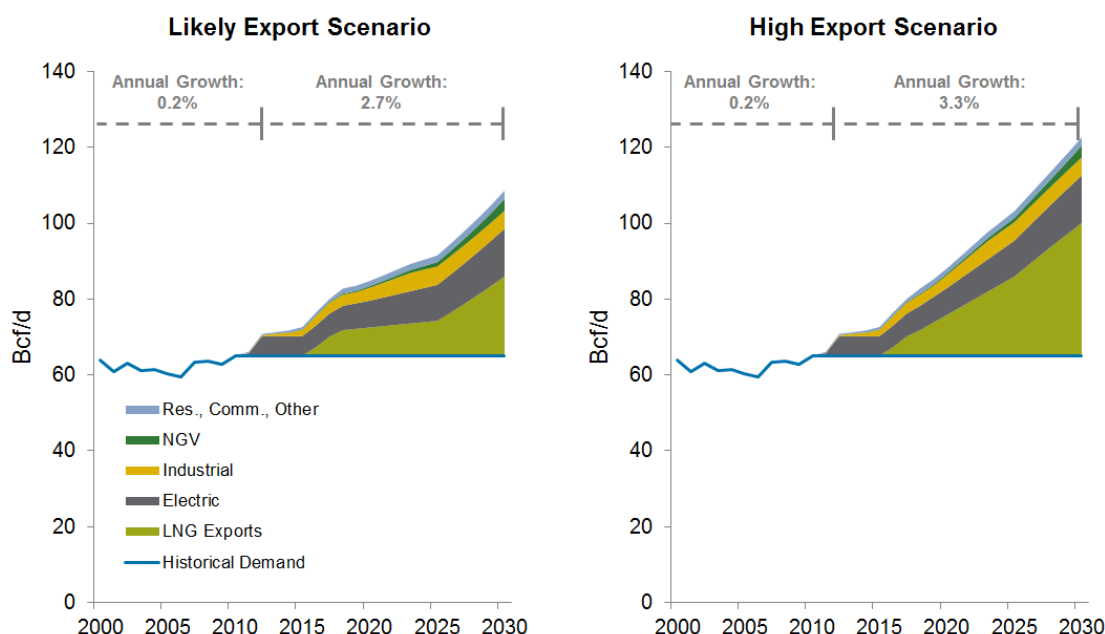 Likely Export Scenario
140
120
100
80
60
40
20
0
Bcf/d
Annual Growth:
0.2%
Annual Growth:
2.7%
Res., Comm., Other
NGV
Industrial
Electric
LNG Exports
Historical Demand
2000 2005 2010 2015 2020 2025 2030
High Export Scenario
140
120
100
80
60
40
20
0
Bcf/d
Annual Growth:
0.2%
Annual Growth:
3.3%
2000 2005 2010 2015 2020 2025 2030